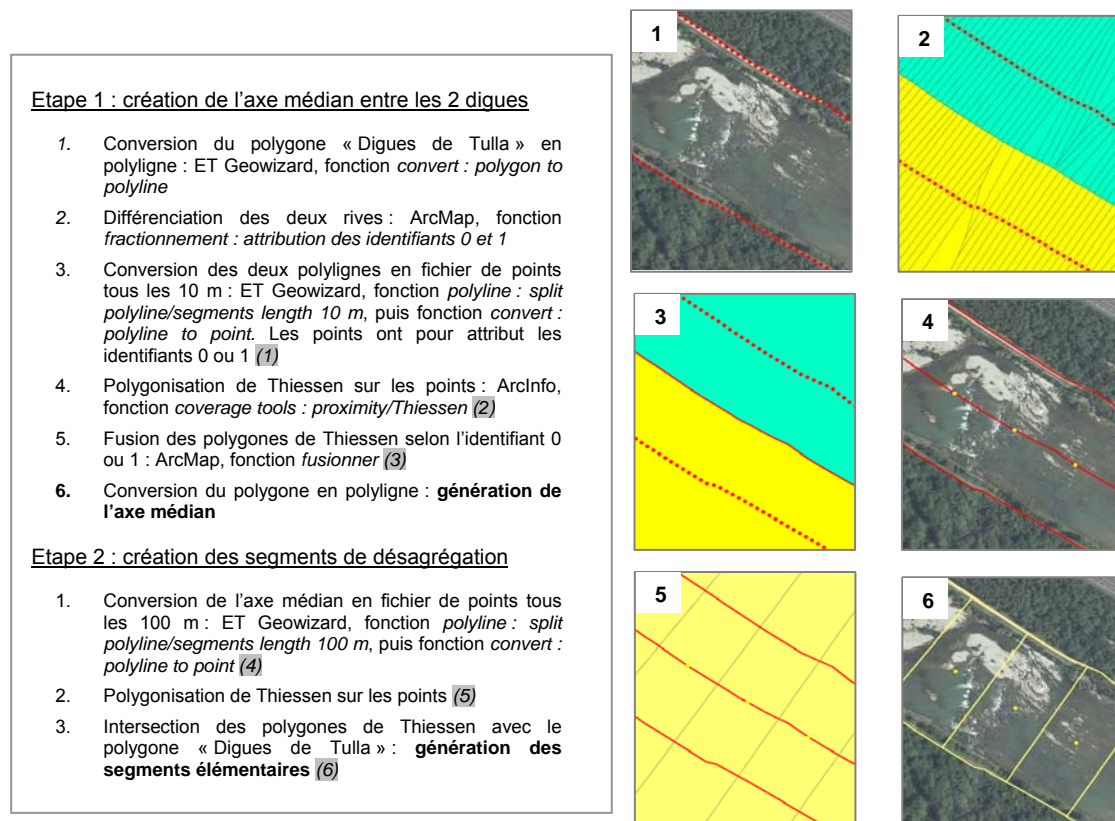 Etape 1 : création de l'axe médian entre les 2 digues
1. Conversion du polygone « Digues de Tulla » en
polyligne : ET Geowizard, fonction convert : polygon to
polyline
2. Différenciation des deux rives : ArcMap, fonction
fractionnement : attribution des identifiants 0 et 1
3. Conversion des deux polylignes en fichier de points
tous les 10 m : ET Geowizard, fonction polyline : split
polyline/segments length 10 m, puis fonction convert :
polyline to point. Les points ont pour attribut les
identifiants 0 ou 1 (1)
4. Polygonisation de Thiessen sur les points : ArcInfo,
fonction coverage tools : proximity/Thiessen (2)
5. Fusion des polygones de Thiessen selon l'identifiant 0
ou 1 : ArcMap, fonction fusionner (3)
6. Conversion du polygone en polyligne : génération de
l'axe médian
Etape 2 : création des segments de désagrégation
1. Conversion de l'axe médian en fichier de points tous
les 100 m : ET Geowizard, fonction polyline : split
polyline/segments length 100 m, puis fonction convert :
polyline to point (4)
2. Polygonisation de Thiessen sur les points (5)
3. Intersection des polygones de Thiessen avec le
polygone « Digues de Tulla » : génération des
segments élémentaires (6)
1
2
3
4
5
6